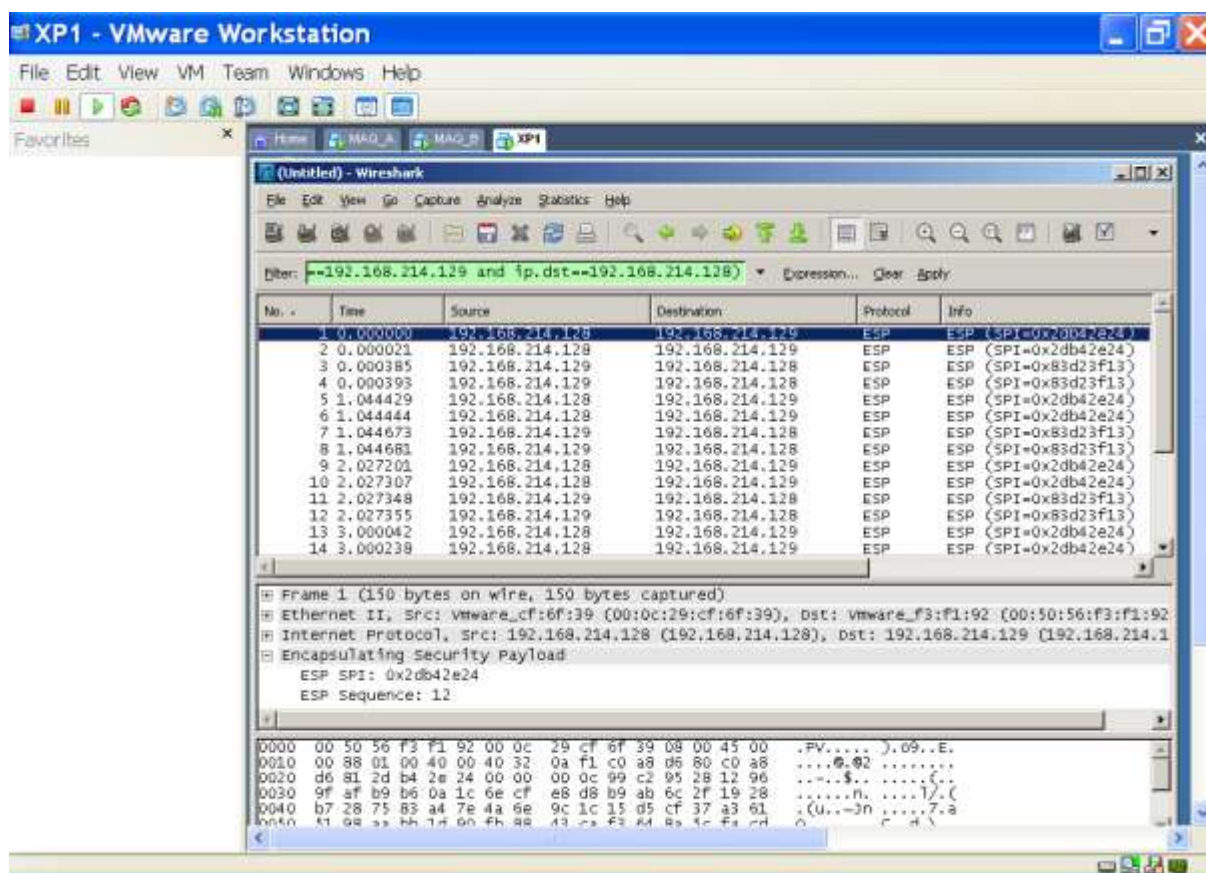 XP1 - VMware Workstation
File Edit View VM Team Windows Help
Favorites
Home MAQ_A MAQ_B XP1
(Untitled) - Wireshark
File Edit View Go Capture Analyze Statistics Help
Filter: ==192.168.214.129 and ip.dst==192.168.214.128) Expression... Clear Apply
No. Time Source Destination Protocol Info
1 0.000000 192.168.214.128 192.168.214.129 ESP ESP (SPI=0x2db42e24)
2 0.000021 192.168.214.128 192.168.214.129 ESP ESP (SPI=0x2db42e24)
3 0.000385 192.168.214.129 192.168.214.128 ESP ESP (SPI=0x83d23f13)
4 0.000393 192.168.214.129 192.168.214.128 ESP ESP (SPI=0x83d23f13)
5 1.044429 192.168.214.128 192.168.214.129 ESP ESP (SPI=0x2db42e24)
6 1.044444 192.168.214.128 192.168.214.129 ESP ESP (SPI=0x2db42e24)
7 1.044673 192.168.214.129 192.168.214.128 ESP ESP (SPI=0x83d23f13)
8 1.044681 192.168.214.129 192.168.214.128 ESP ESP (SPI=0x83d23f13)
9 2.027201 192.168.214.128 192.168.214.129 ESP ESP (SPI=0x2db42e24)
10 2.027307 192.168.214.128 192.168.214.129 ESP ESP (SPI=0x2db42e24)
11 2.027348 192.168.214.129 192.168.214.128 ESP ESP (SPI=0x83d23f13)
12 2.027355 192.168.214.129 192.168.214.128 ESP ESP (SPI=0x83d23f13)
13 3.000042 192.168.214.128 192.168.214.129 ESP ESP (SPI=0x2db42e24)
14 3.000238 192.168.214.128 192.168.214.129 ESP ESP (SPI=0x2db42e24)
Frame 1 (150 bytes on wire, 150 bytes captured)
Ethernet II, Src: Vmware_cf:6f:39 (00:0c:29:cf:6f:39), Dst: Vmware_f3:f1:92 (00:50:56:f3:f1:92
Internet Protocol, Src: 192.168.214.128 (192.168.214.128), Dst: 192.168.214.129 (192.168.214.1
Encapsulating Security Payload
ESP SPI: 0x2db42e24
ESP Sequence: 12
0000 00 50 56 f3 f1 92 00 0c 29 cf 6f 39 08 00 45 00 .PV..... ).o9..E.
0010 00 88 01 00 40 00 40 32 0a f1 c0 a8 d6 80 c0 a8 ....@.@2 ........
0020 d6 81 2d b4 2e 24 00 00 00 0c 99 c2 95 28 12 96 ..-..$.. .....(..
0030 9f af b9 b6 0a 1c 6e cf e8 d8 b9 ab 6c 2f 19 28 ......n. ....l/.(
0040 b7 28 75 83 a4 7e 4a 6e 9c 1c 15 d5 cf 37 a3 61 .(u..~Jn .....7.a